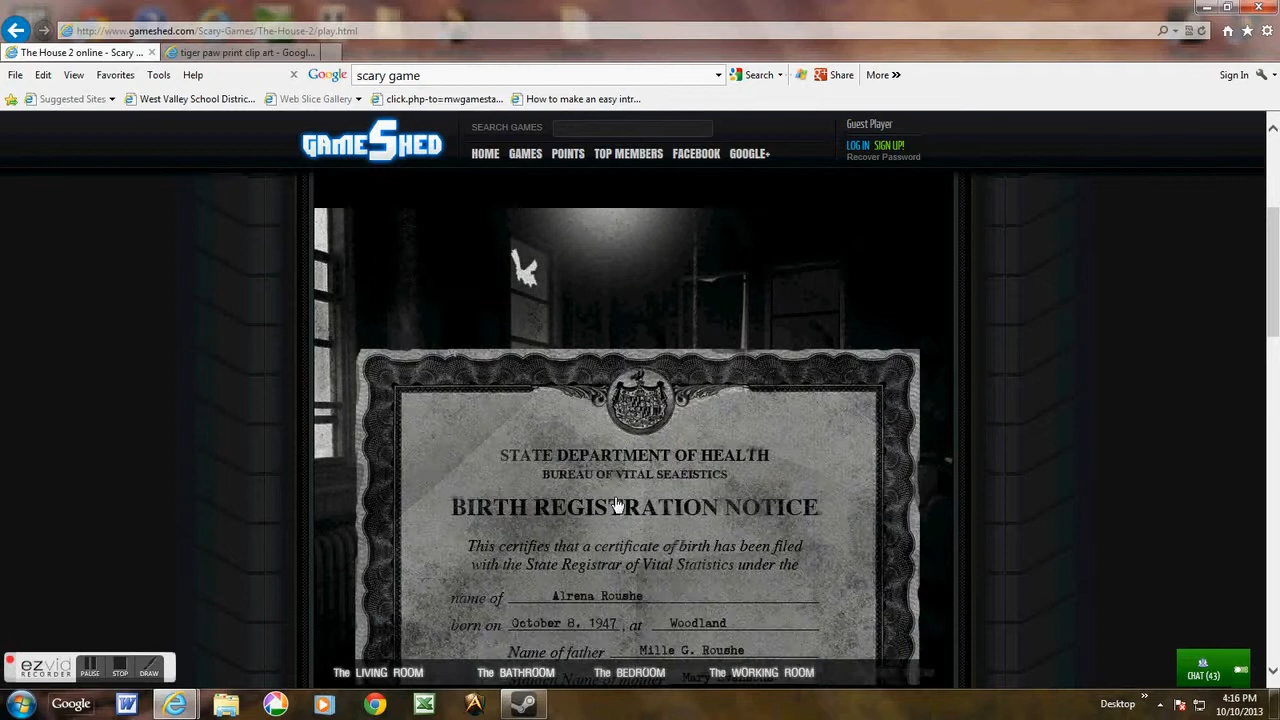 http://www.gameshed.com/Scary-Games/The-House-2/play.html
The House 2 online - Scary ...
tiger paw print clip art - Googl...
File Edit View Favorites Tools Help
Google scary game Search Share More »
Sign In
Suggested Sites West Valley School Distric... Web Slice Gallery click.php-to=mwgamesta... How to make an easy intr...
GAMESHED
SEARCH GAMES
Guest Player
HOME GAMES POINTS TOP MEMBERS FACEBOOK GOOGLE+
LOG IN SIGN UP!
Recover Password
STATE DEPARTMENT OF HEALTH
BUREAU OF VITAL SEAEISTICS
BIRTH REGISTRATION NOTICE
This certifies that a certificate of birth has been filed
with the State Registrar of Vital Statistics under the
name of Alrena Roushe
born on October 8, 1947, at Woodland
Name of father Mille G. Roushe
The LIVING ROOM The BATHROOM The BEDROOM The WORKING ROOM
ezvid
RECORDER
PAUSE STOP DRAW
CHAT (43)
Google
Desktop
4:16 PM
10/10/2013